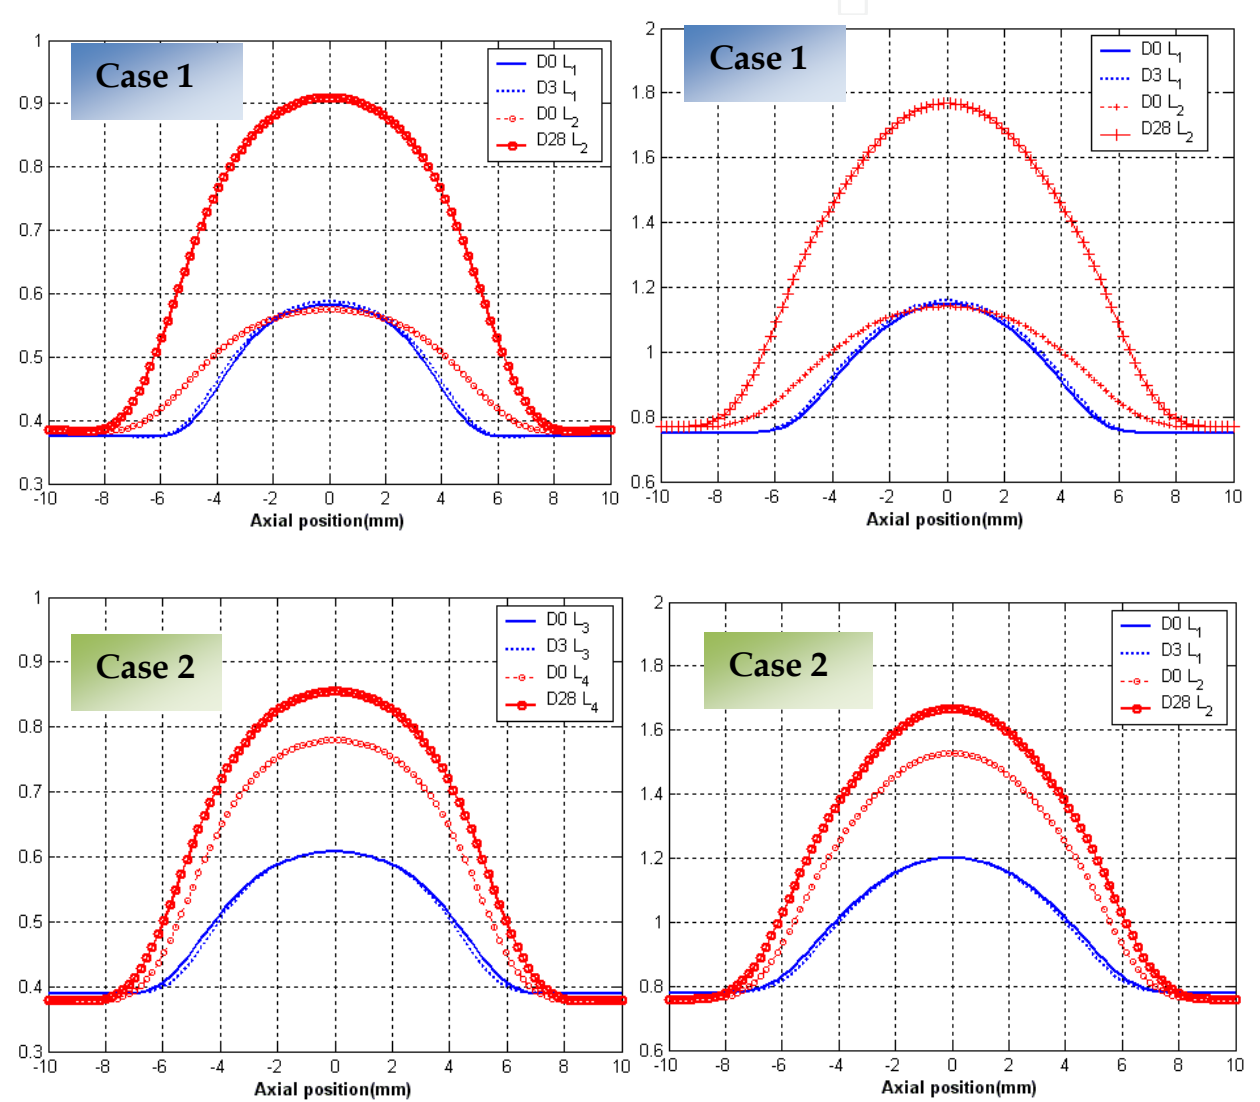 Case 1
D0 L1
D3 L1
D0 L2
D28 L2
1
0.9
0.8
0.7
0.6
0.5
0.4
0.3
-10 -8 -6 -4 -2 0 2 4 6 8 10
Axial position(mm)
Case 1
D0 L1
D3 L1
D0 L2
D28 L2
2
1.8
1.6
1.4
1.2
1
0.8
0.6
-10 -8 -6 -4 -2 0 2 4 6 8 10
Axial position(mm)
Case 2
D0 L3
D3 L3
D0 L4
D28 L4
1
0.9
0.8
0.7
0.6
0.5
0.4
0.3
-10 -8 -6 -4 -2 0 2 4 6 8 10
Axial position(mm)
Case 2
D0 L1
D3 L1
D0 L2
D28 L2
2
1.8
1.6
1.4
1.2
1
0.8
0.6
-10 -8 -6 -4 -2 0 2 4 6 8 10
Axial position(mm)